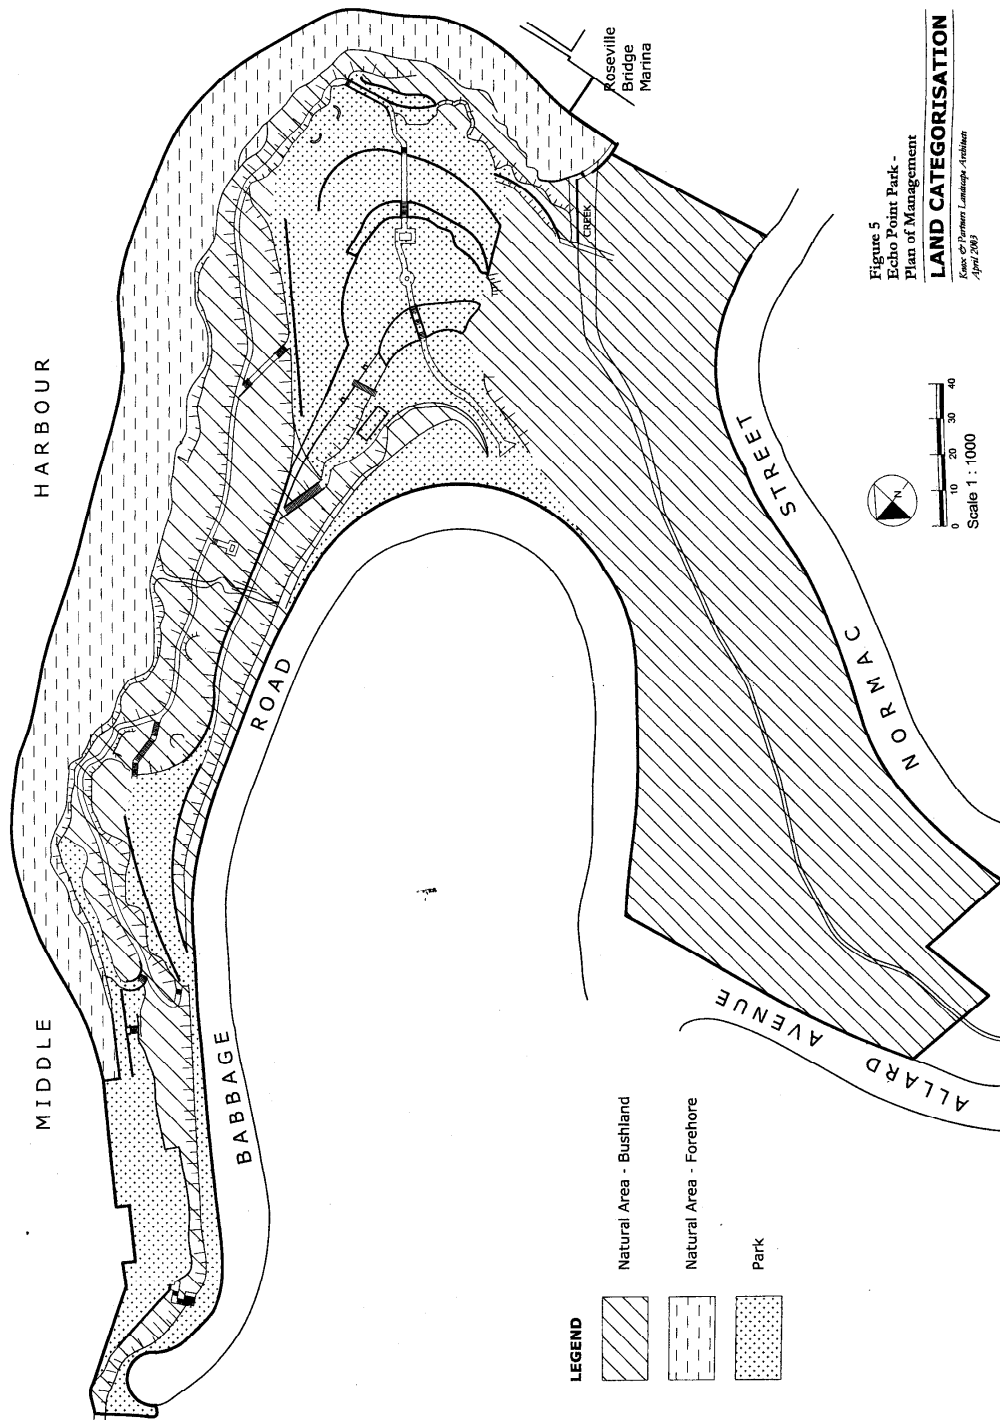 MIDDLE HARBOUR
Roseville
Bridge
Marina
CREEK
BABBAGE ROAD
NORMAC STREET
ALLARD AVENUE
LEGEND
Natural Area - Bushland
Natural Area - Forehore
Park
N
0 10 20 30 40
Scale 1 : 1000
Figure 5
Echo Point Park -
Plan of Management
LAND CATEGORISATION
Knox & Partners Landscape Architects
April 2003